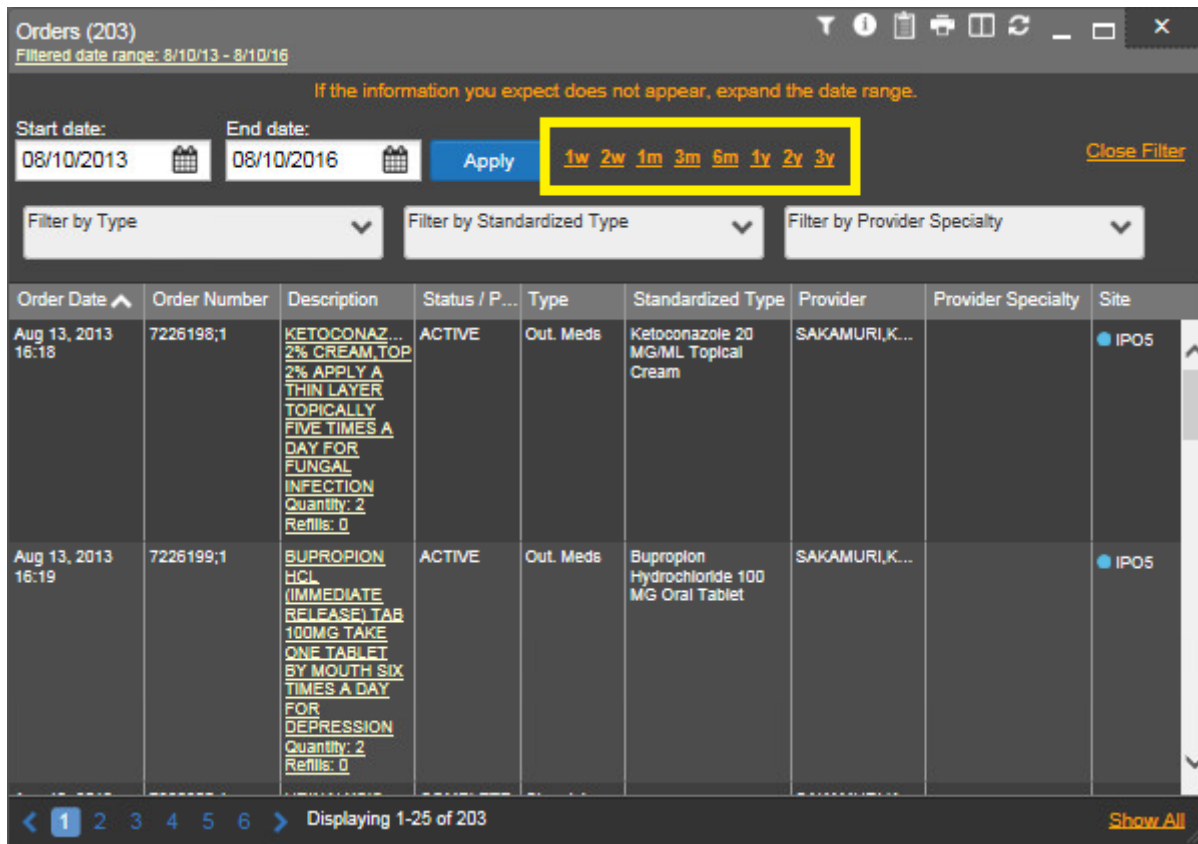 Orders (203)
Filtered date range: 8/10/13 - 8/10/16
If the information you expect does not appear, expand the date range.
Start date:
End date:
08/10/2013
08/10/2016
Apply
1w 2w 1m 3m 6m 1y 2y 3y
Close Filter
Filter by Type
Filter by Standardized Type
Filter by Provider Specialty
Order Date
Order Number
Description
Status / P...
Type
Standardized Type
Provider
Provider Specialty
Site
Aug 13, 2013
16:18
7226198;1
KETOCONAZ...
2% CREAM,TOP
2% APPLY A
THIN LAYER
TOPICALLY
FIVE TIMES A
DAY FOR
FUNGAL
INFECTION
Quantity: 2
Refills: 0
ACTIVE
Out. Meds
Ketoconazole 20
MG/ML Topical
Cream
SAKAMURI,K...
IPO5
Aug 13, 2013
16:19
7226199;1
BUPROPION
HCL
(IMMEDIATE
RELEASE) TAB
100MG TAKE
ONE TABLET
BY MOUTH SIX
TIMES A DAY
FOR
DEPRESSION
Quantity: 2
Refills: 0
ACTIVE
Out. Meds
Bupropion
Hydrochloride 100
MG Oral Tablet
SAKAMURI,K...
IPO5
1 2 3 4 5 6
Displaying 1-25 of 203
Show All